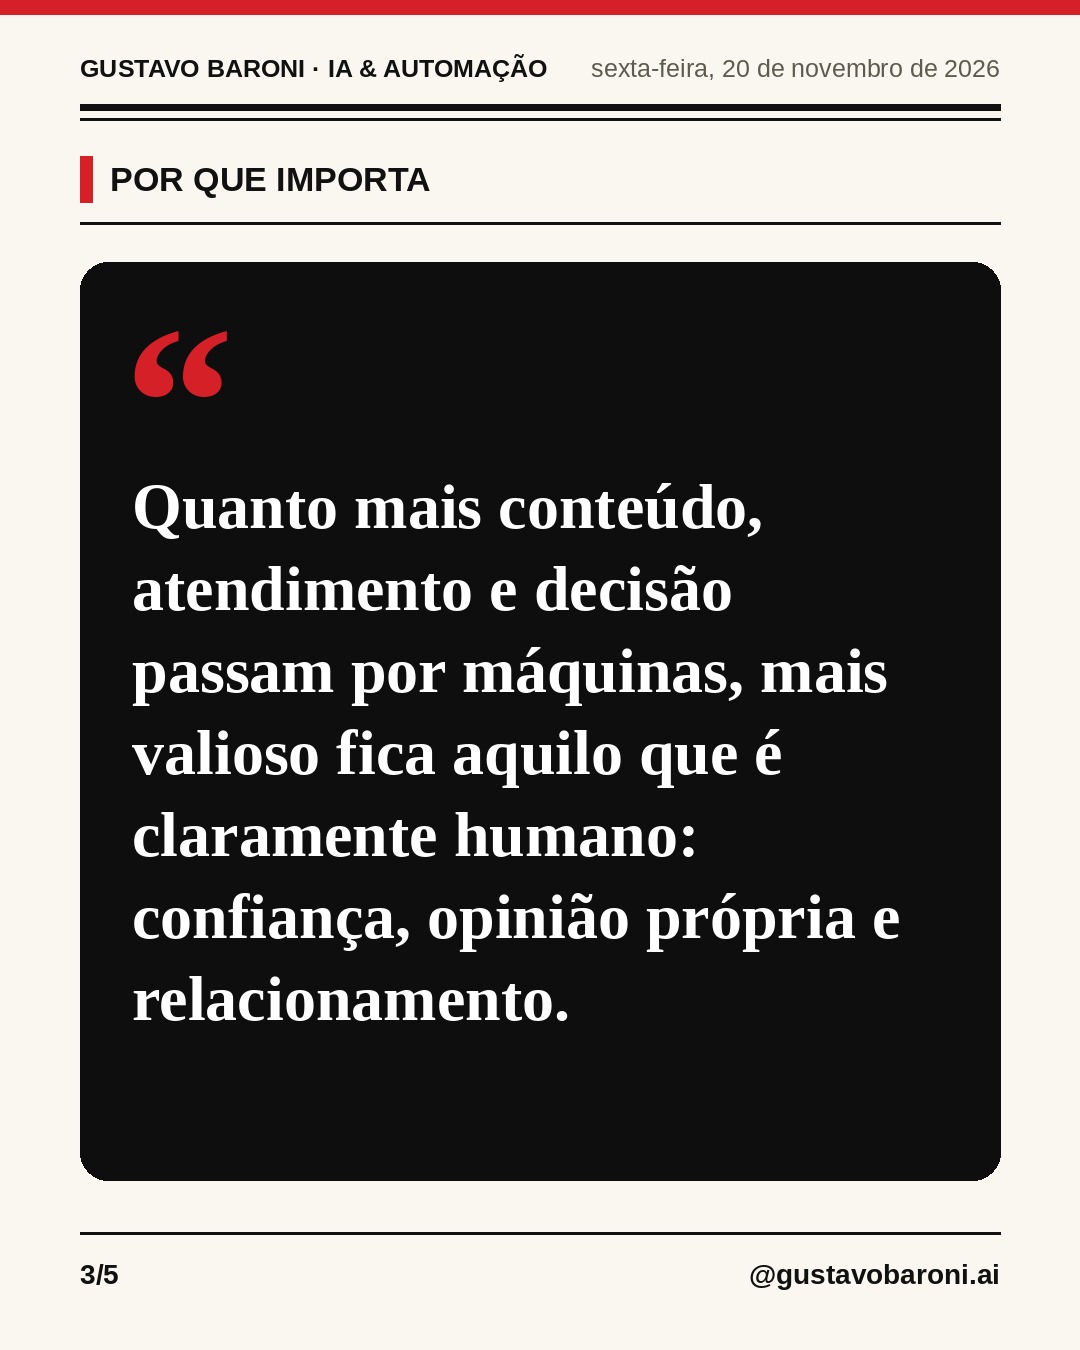 GUSTAVO BARONI · IA & AUTOMAÇÃO
sexta-feira, 20 de novembro de 2026
POR QUE IMPORTA
“
Quanto mais conteúdo,
atendimento e decisão
passam por máquinas, mais
valioso fica aquilo que é
claramente humano:
confiança, opinião própria e
relacionamento.
3/5
@gustavobaroni.ai